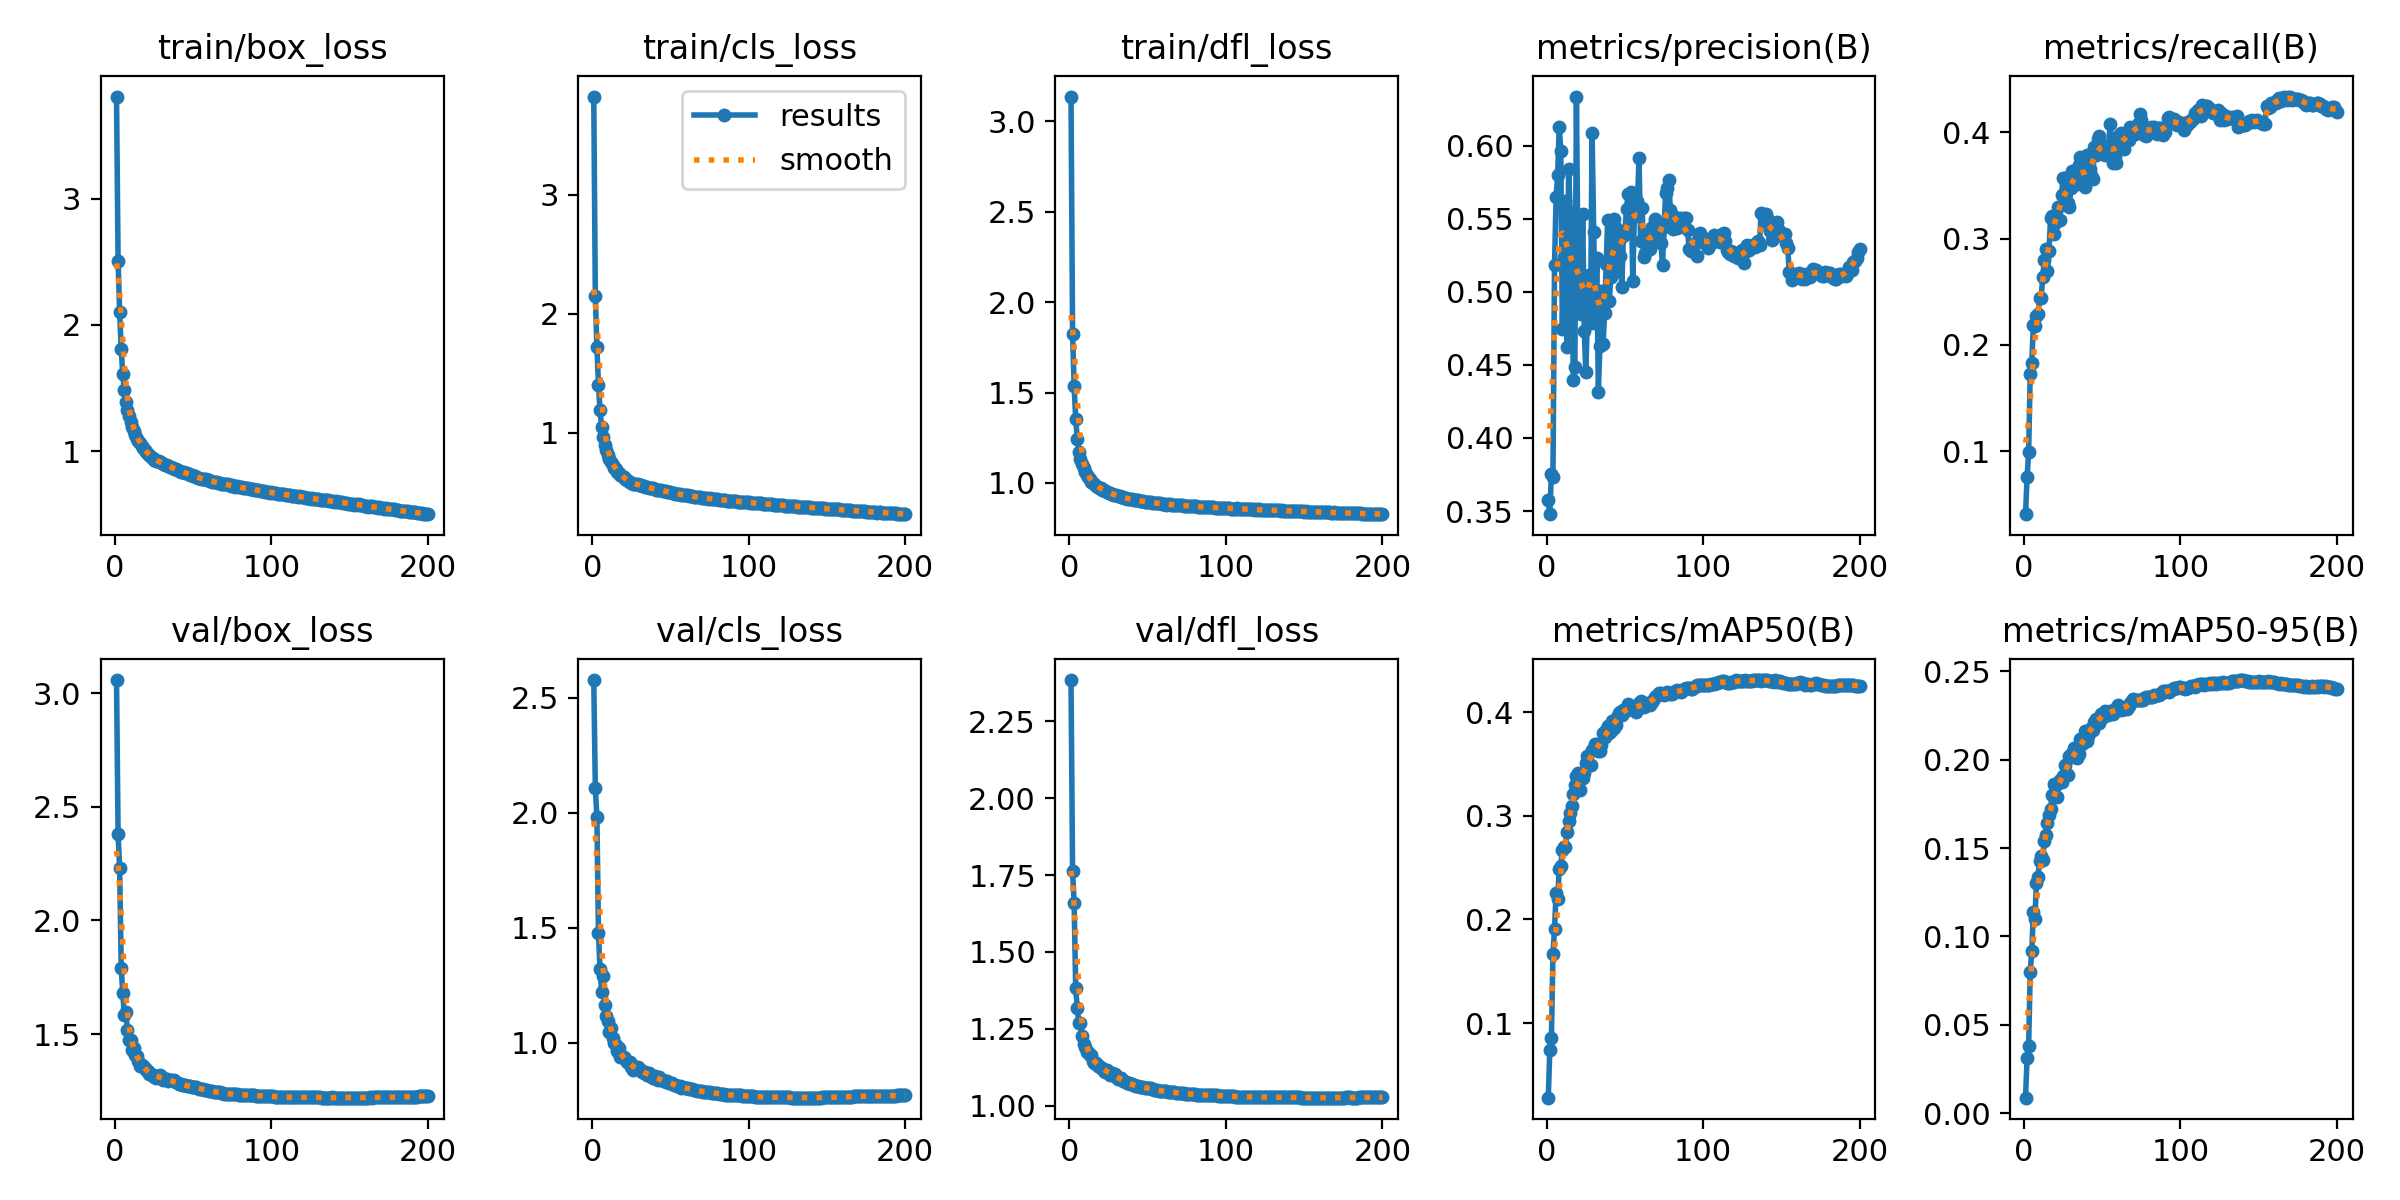 train/box_loss
3
2
1
0 100 200
train/cls_loss
results
smooth
3
2
1
0 100 200
train/dfl_loss
3.0
2.5
2.0
1.5
1.0
0 100 200
metrics/precision(B)
0.60
0.55
0.50
0.45
0.40
0.35
0 100 200
metrics/recall(B)
0.4
0.3
0.2
0.1
0 100 200
val/box_loss
3.0
2.5
2.0
1.5
0 100 200
val/cls_loss
2.5
2.0
1.5
1.0
0 100 200
val/dfl_loss
2.25
2.00
1.75
1.50
1.25
1.00
0 100 200
metrics/mAP50(B)
0.4
0.3
0.2
0.1
0 100 200
metrics/mAP50-95(B)
0.25
0.20
0.15
0.10
0.05
0.00
0 100 200